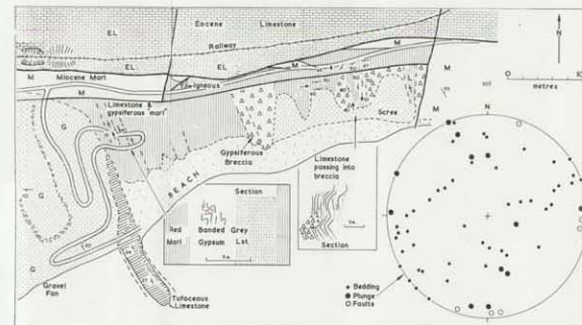 Eocene Limestone
EL
EL
Railway
EL
EL
M
M
Miocene Marl
M
Igneous
M
N
O
metres
Limestone & gypsiferous marl
Scree
G
G
G
Gypsiferous Breccia
Limestone passing into breccia
BEACH
Section
Red Marl
Banded Gypsum
Grey Lst.
Section
Gravel Fan
Tufaceous Limestone
N
Bedding
Plunge
Faults